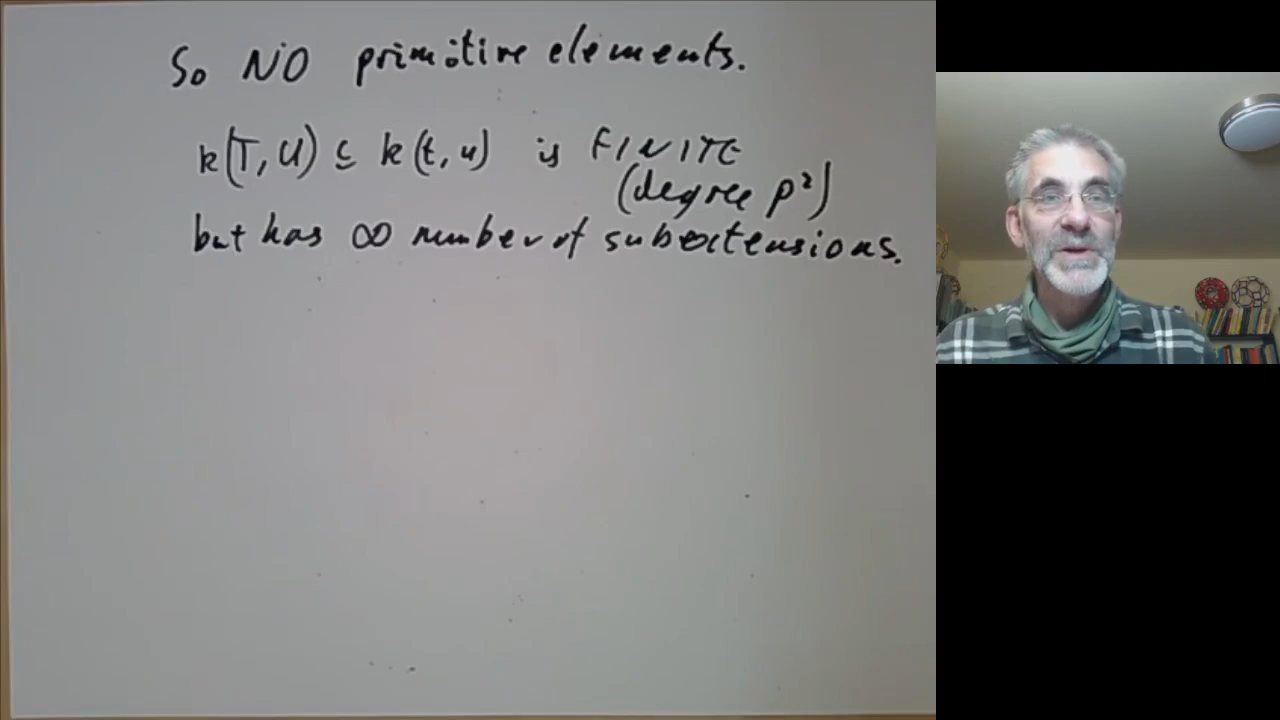 So NO primitive elements.
k(T, U) ⊆ k(t, u) is FINITE
(degree p²)
but has ∞ number of subextensions.